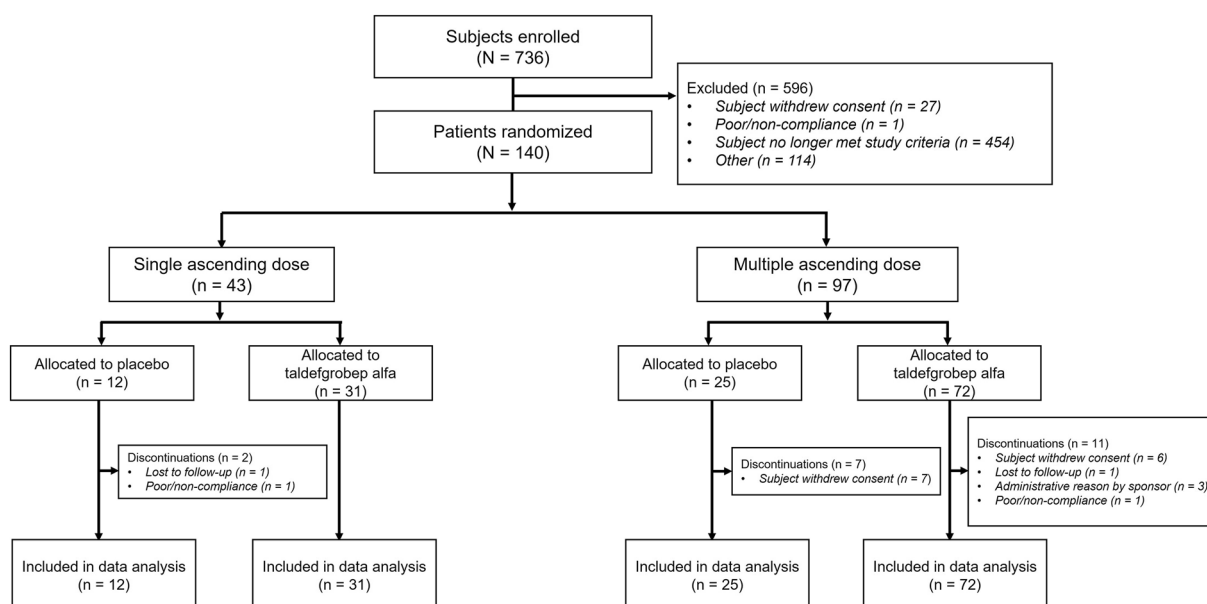 Subjects enrolled
(N = 736)
Excluded (n = 596)
• Subject withdrew consent (n = 27)
• Poor/non-compliance (n = 1)
• Subject no longer met study criteria (n = 454)
• Other (n = 114)
Patients randomized
(N = 140)
Single ascending dose
(n = 43)
Multiple ascending dose
(n = 97)
Allocated to placebo
(n = 12)
Allocated to
taldefgrobep alfa
(n = 31)
Allocated to placebo
(n = 25)
Allocated to
taldefgrobep alfa
(n = 72)
Discontinuations (n = 2)
• Lost to follow-up (n = 1)
• Poor/non-compliance (n = 1)
Discontinuations (n = 7)
• Subject withdrew consent (n = 7)
Discontinuations (n = 11)
• Subject withdrew consent (n = 6)
• Lost to follow-up (n = 1)
• Administrative reason by sponsor (n = 3)
• Poor/non-compliance (n = 1)
Included in data analysis
(n = 12)
Included in data analysis
(n = 31)
Included in data analysis
(n = 25)
Included in data analysis
(n = 72)